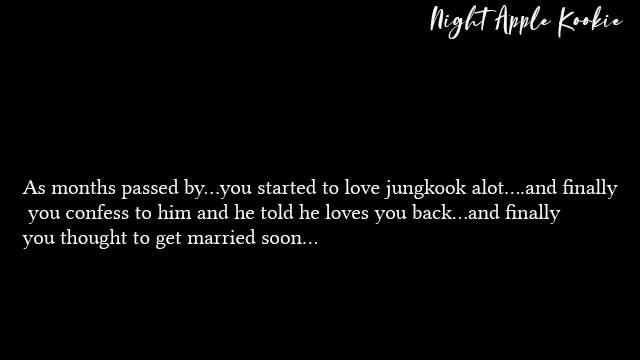 Night Apple Kookie
As months passed by...you started to love jungkook alot....and finally
you confess to him and he told he loves you back...and finally
you thought to get married soon...